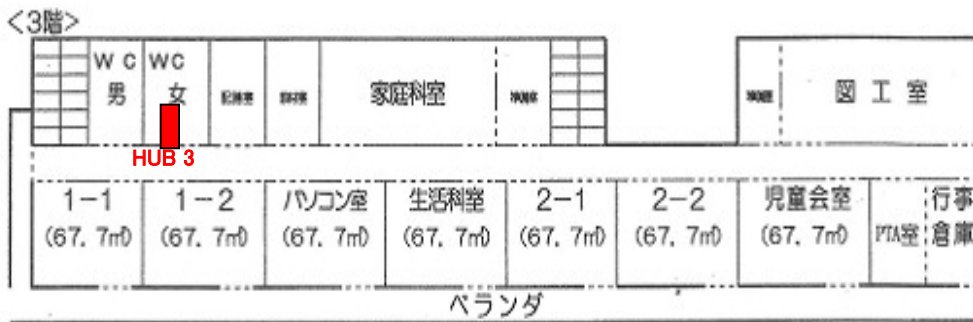 <3階>
WC
男
WC
女
家庭科室
図工室
HUB 3
1-1
(67. 7㎡)
1-2
(67. 7㎡)
パソコン室
(67. 7㎡)
生活科室
(67. 7㎡)
2-1
(67. 7㎡)
2-2
(67. 7㎡)
児童会室
(67. 7㎡)
PTA室
行事
倉庫
ベランダ